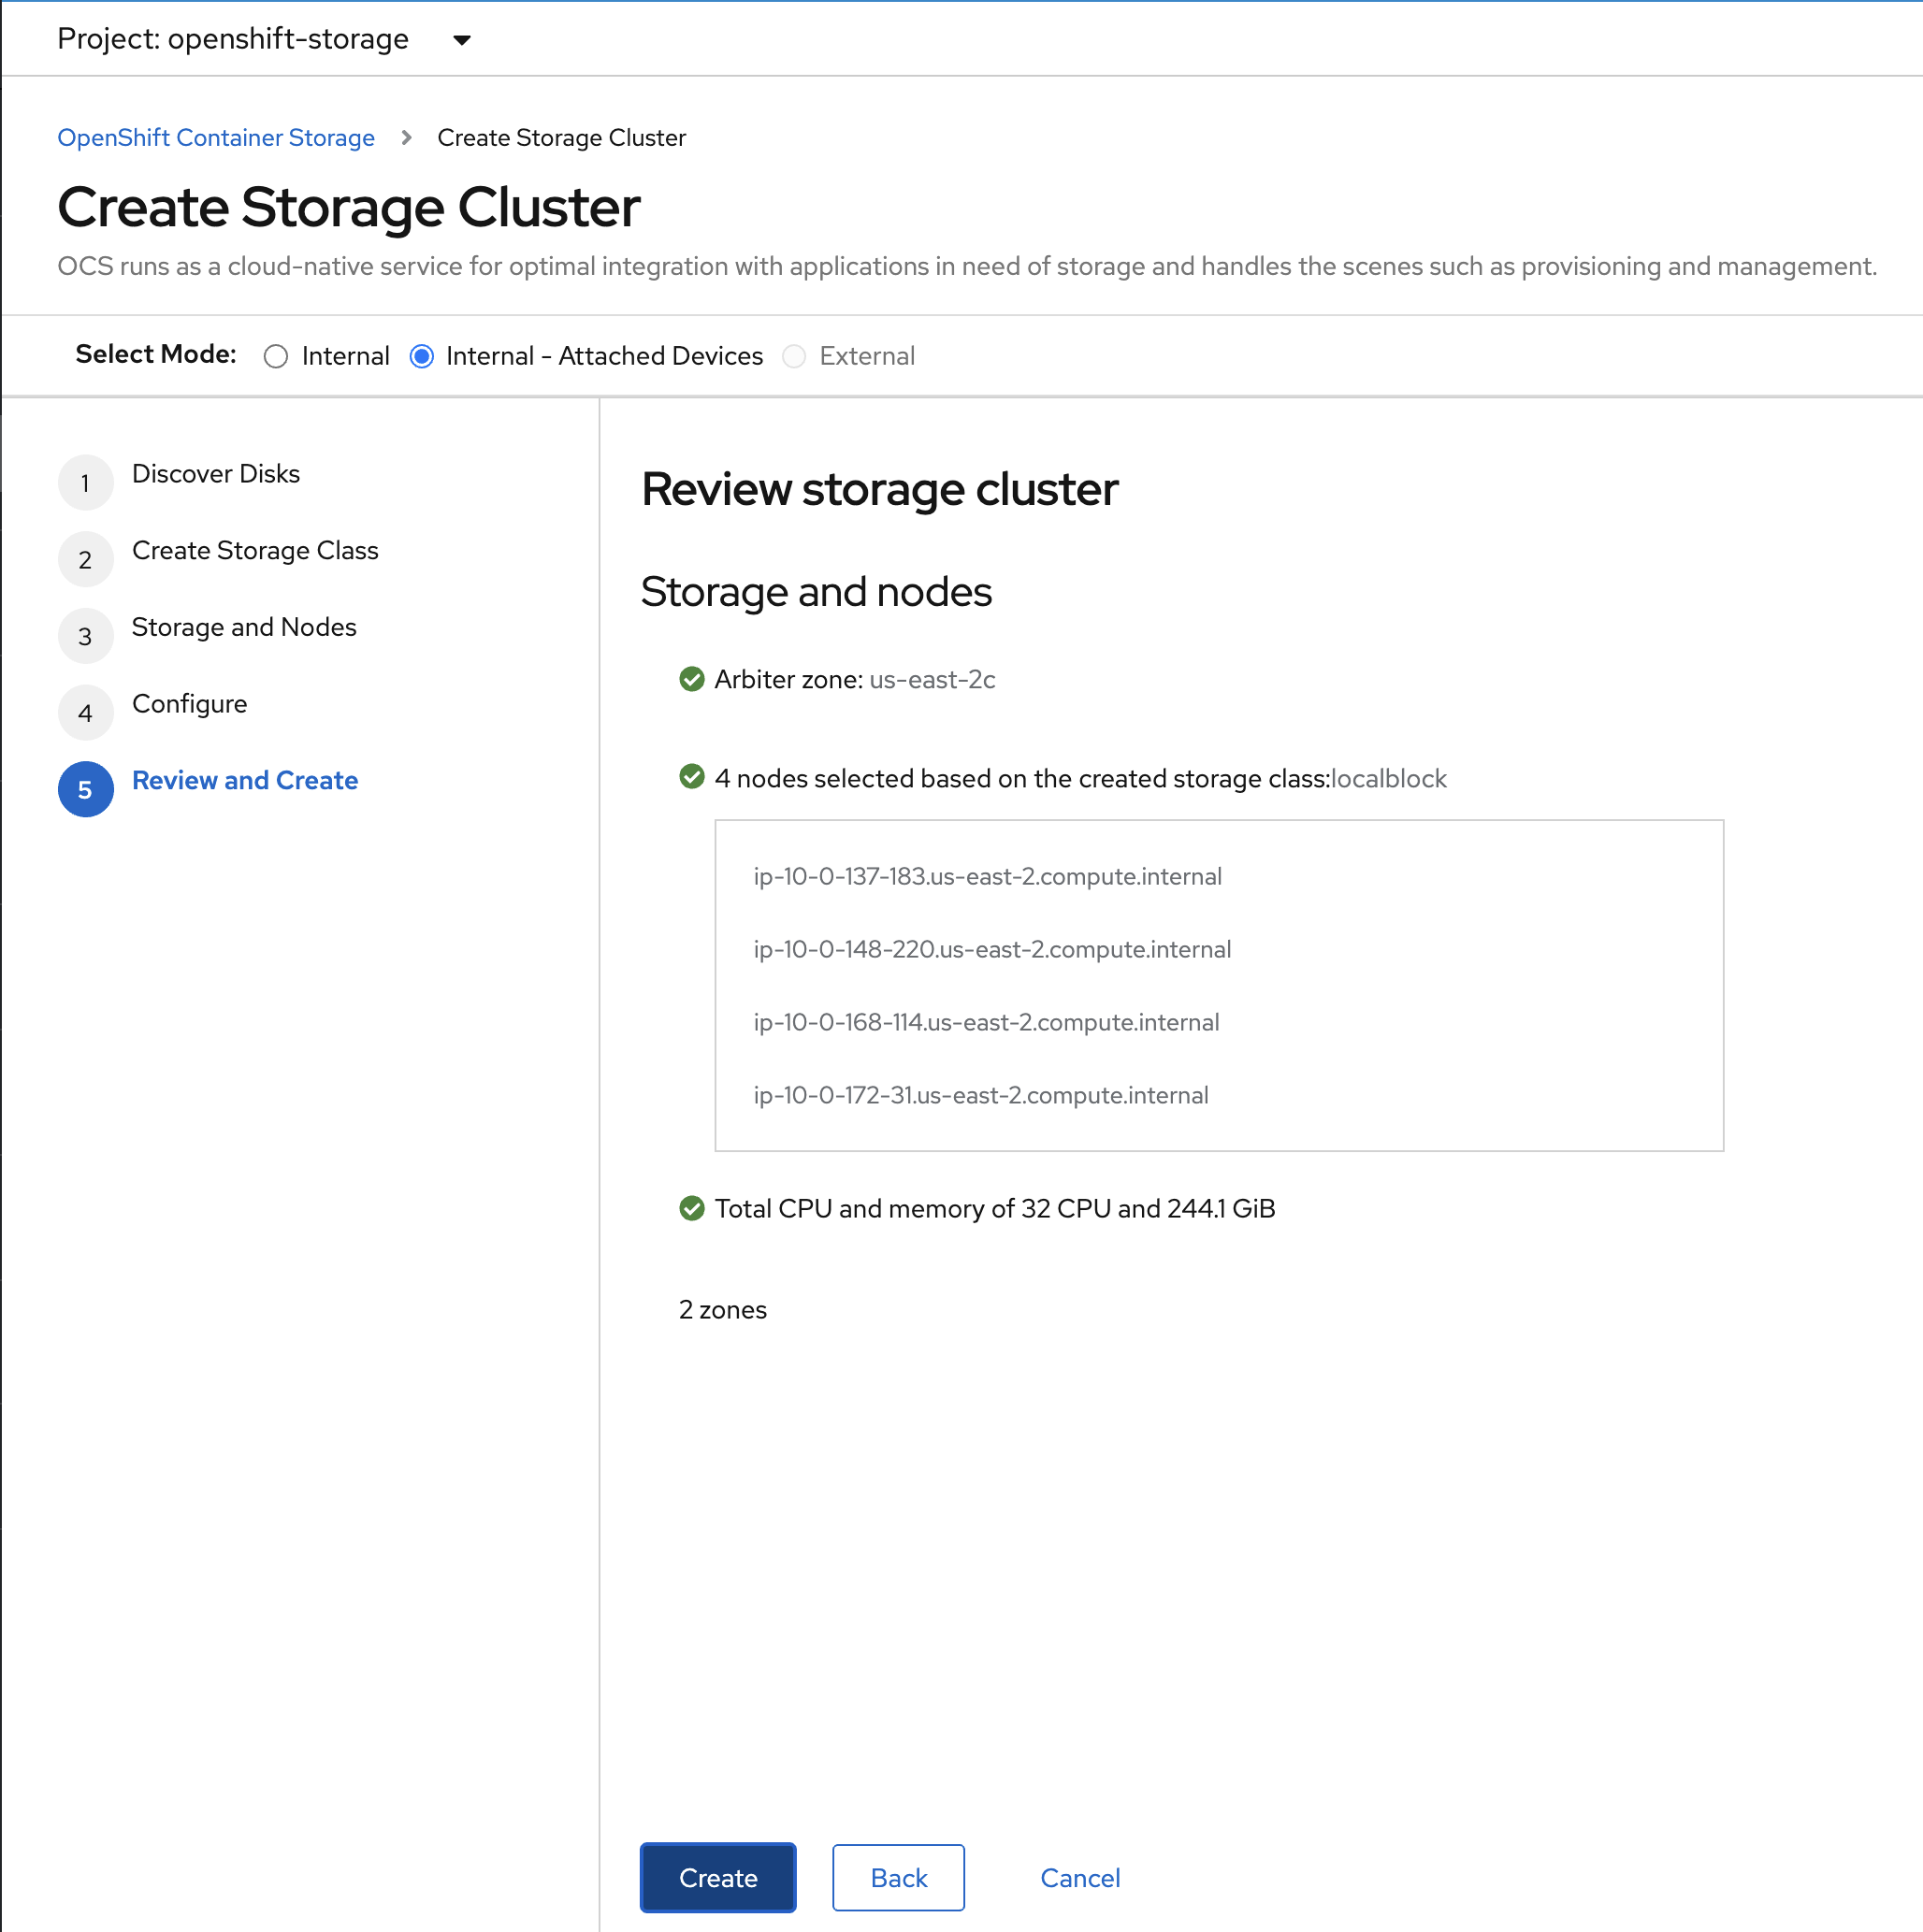 Project: openshift-storage
OpenShift Container Storage > Create Storage Cluster
Create Storage Cluster
OCS runs as a cloud-native service for optimal integration with applications in need of storage and handles the scenes such as provisioning and management.
Select Mode: Internal Internal - Attached Devices External
1 Discover Disks
2 Create Storage Class
3 Storage and Nodes
4 Configure
5 Review and Create
Review storage cluster
Storage and nodes
Arbiter zone: us-east-2c
4 nodes selected based on the created storage class:localblock
ip-10-0-137-183.us-east-2.compute.internal
ip-10-0-148-220.us-east-2.compute.internal
ip-10-0-168-114.us-east-2.compute.internal
ip-10-0-172-31.us-east-2.compute.internal
Total CPU and memory of 32 CPU and 244.1 GiB
2 zones
Create Back Cancel